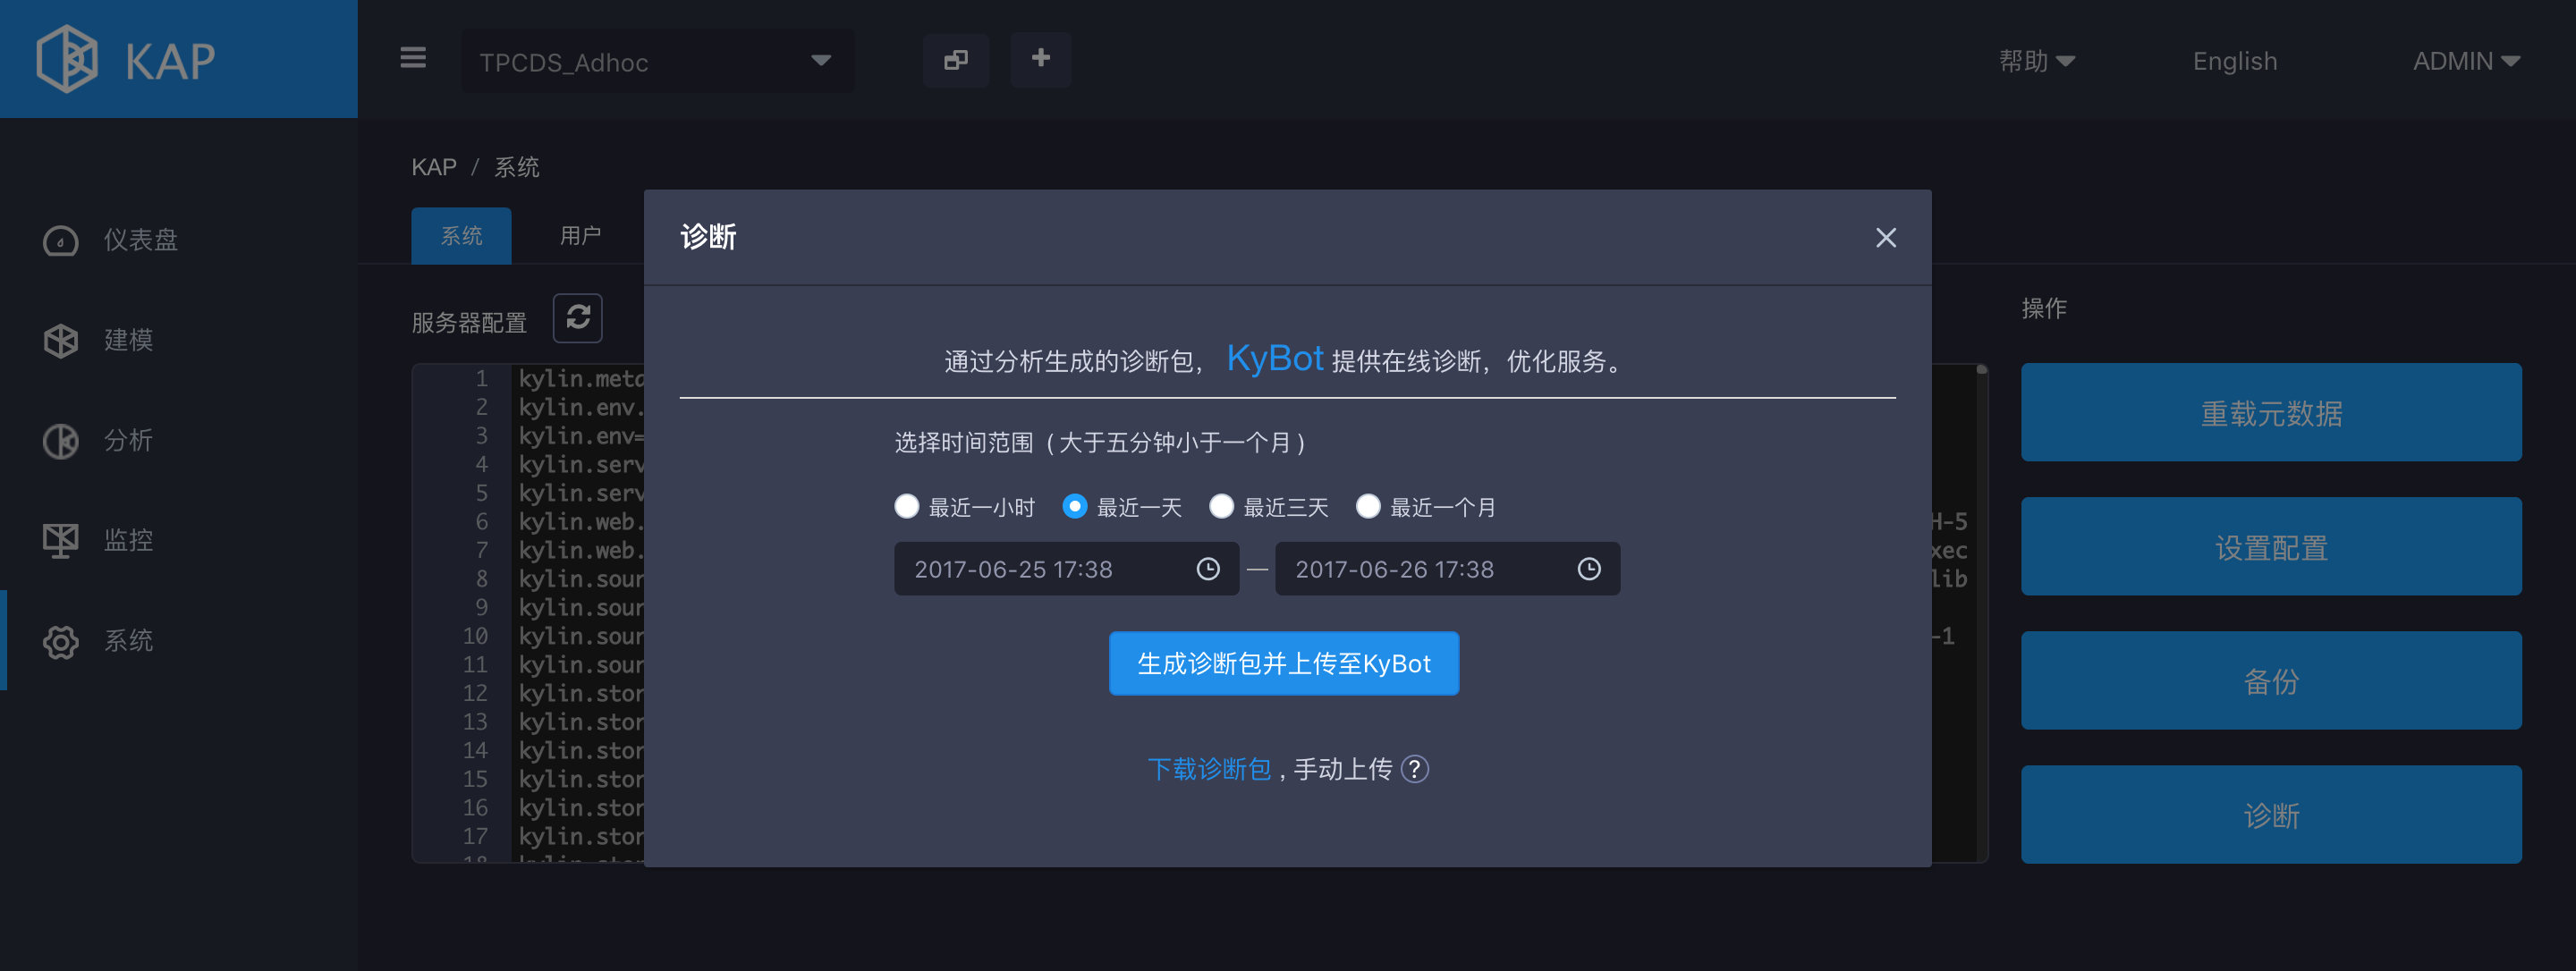 KAP
TPCDS_Adhoc
帮助
English
ADMIN
KAP / 系统
仪表盘
建模
分析
监控
系统
系统
用户
服务器配置
1 kylin.meta
2 kylin.env.
3 kylin.env=
4 kylin.serv
5 kylin.serv
6 kylin.web.
7 kylin.web.
8 kylin.sour
9 kylin.sour
10 kylin.sour
11 kylin.sour
12 kylin.stor
13 kylin.stor
14 kylin.stor
15 kylin.stor
16 kylin.stor
17 kylin.stor
诊断
通过分析生成的诊断包， KyBot 提供在线诊断，优化服务。
选择时间范围（大于五分钟小于一个月）
最近一小时 最近一天 最近三天 最近一个月
2017-06-25 17:38 — 2017-06-26 17:38
生成诊断包并上传至KyBot
下载诊断包 , 手动上传 ?
H-5
xec
lib
-1
操作
重载元数据
设置配置
备份
诊断